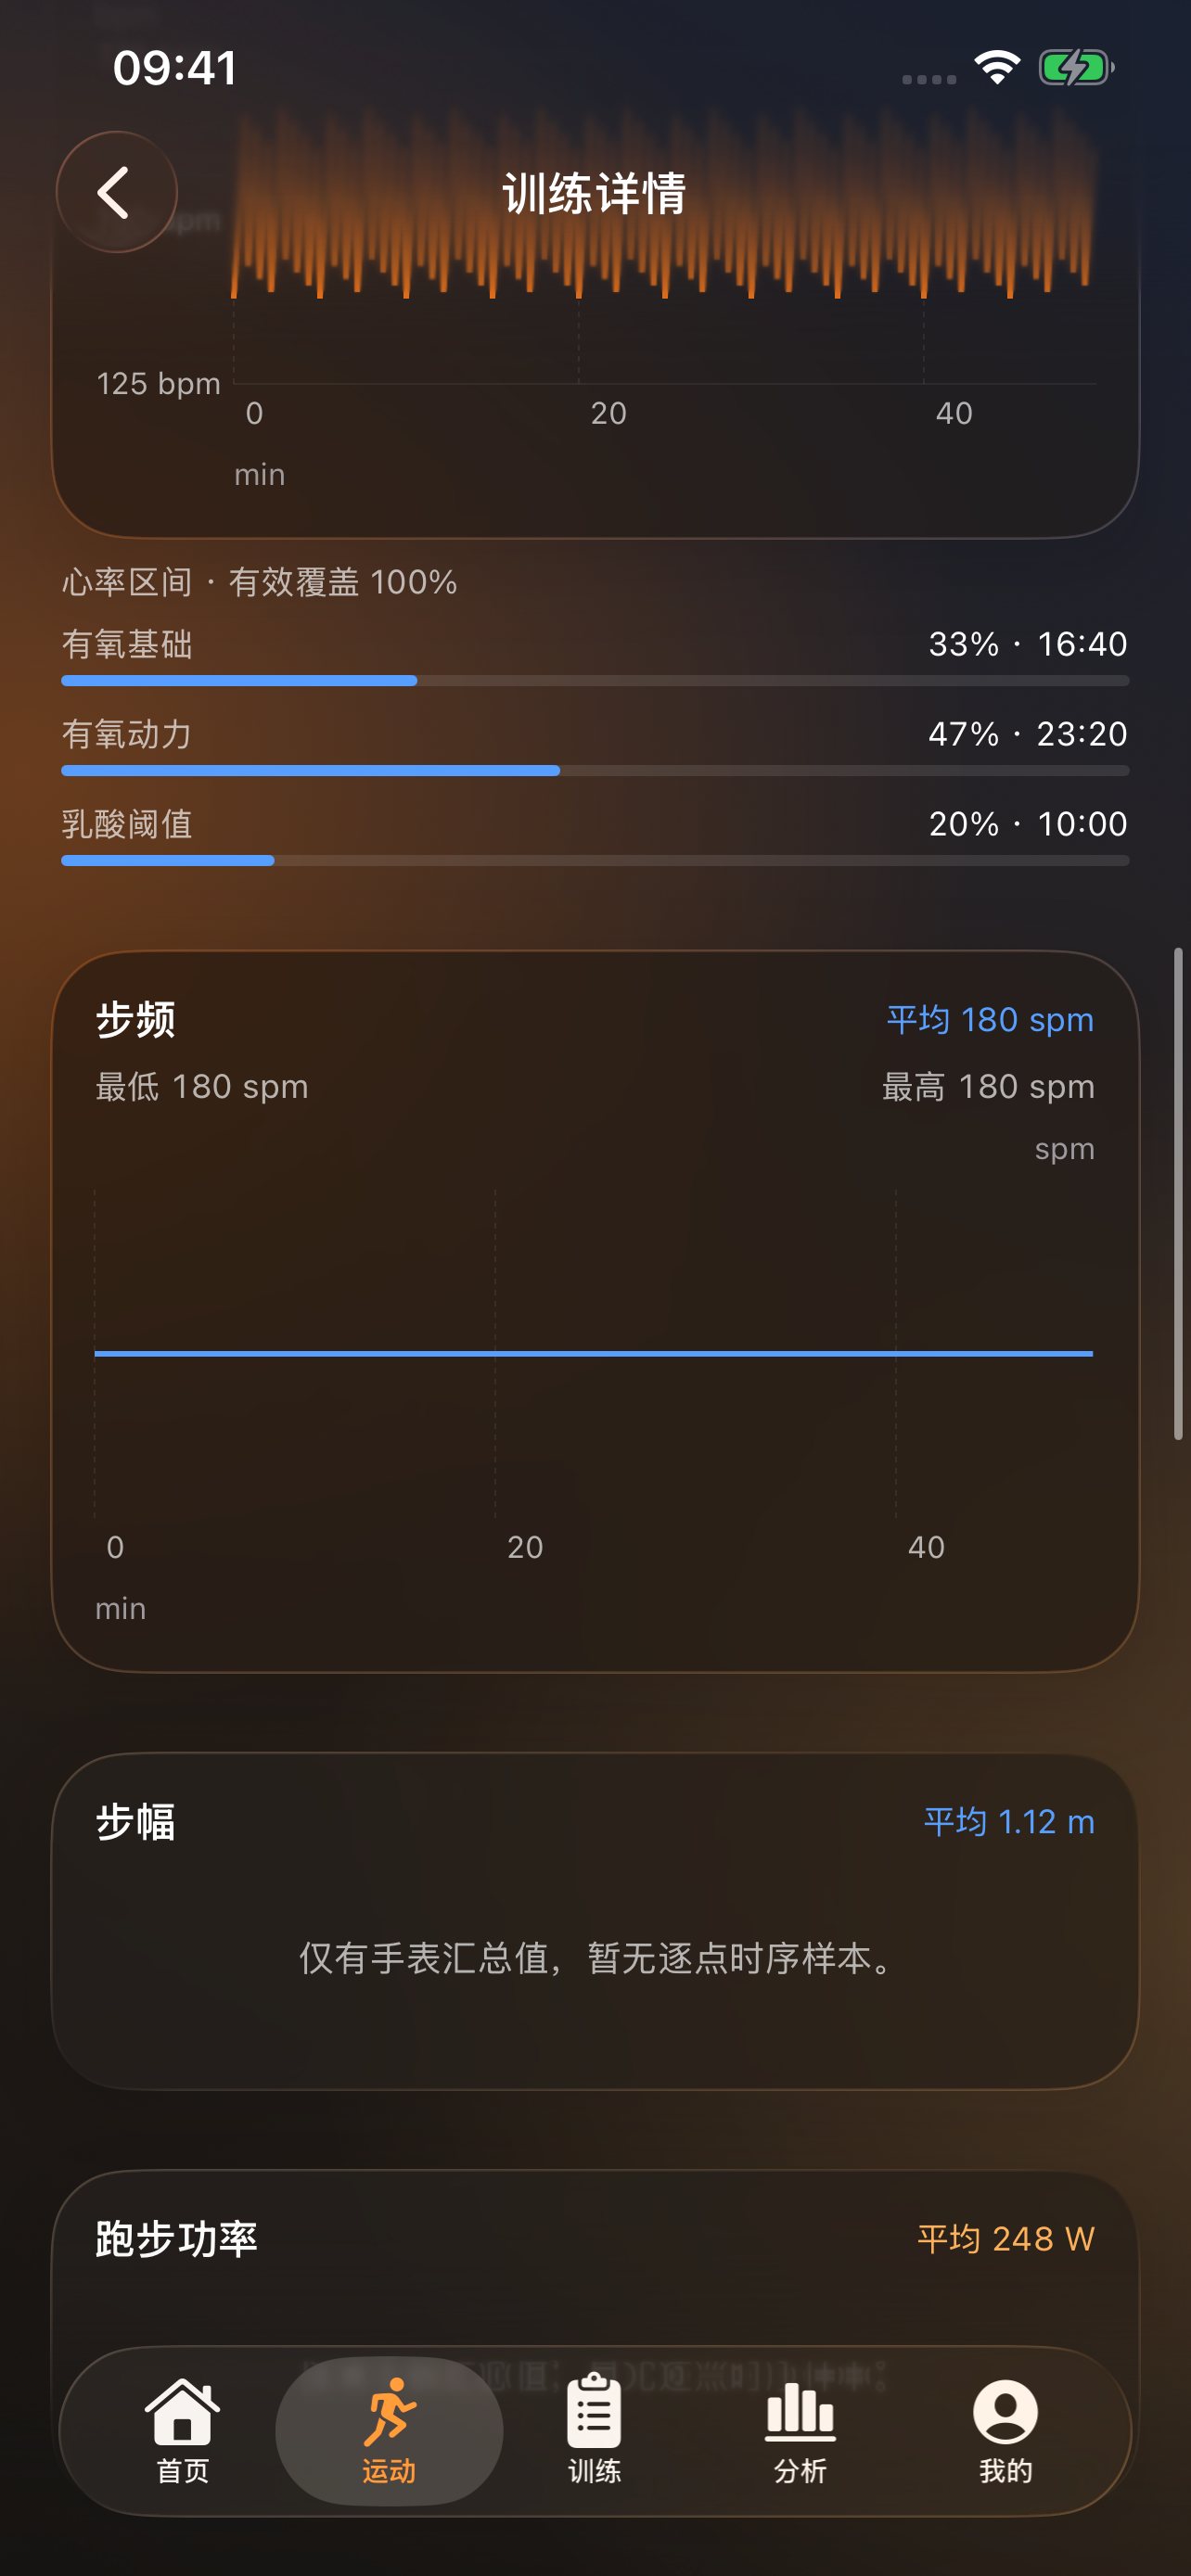 09:41
训练详情
125 bpm
0 20 40
min
心率区间 · 有效覆盖 100%
有氧基础 33% · 16:40
有氧动力 47% · 23:20
乳酸阈值 20% · 10:00
步频 平均 180 spm
最低 180 spm 最高 180 spm
spm
0 20 40
min
步幅 平均 1.12 m
仅有手表汇总值，暂无逐点时序样本。
跑步功率 平均 248 W
首页 运动 训练 分析 我的